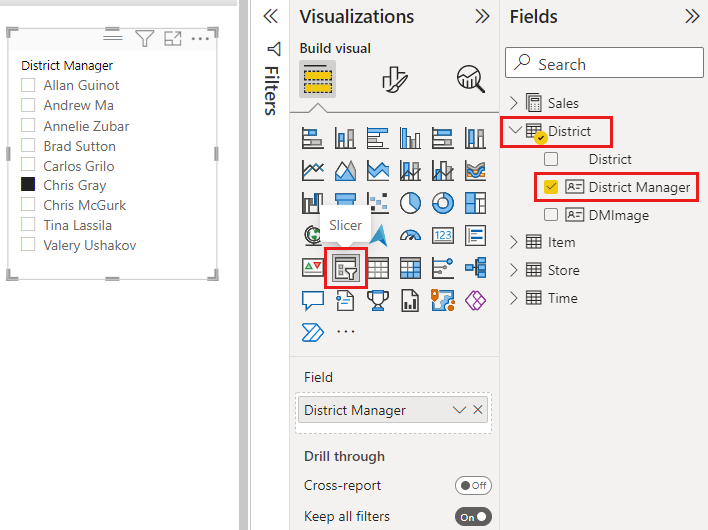 District Manager
Allan Guinot
Andrew Ma
Annelie Zubar
Brad Sutton
Carlos Grilo
Chris Gray
Chris McGurk
Tina Lassila
Valery Ushakov
Filters
Visualizations
Build visual
Slicer
123
Field
District Manager
Drill through
Cross-report
Off
Keep all filters
On
Fields
Search
Sales
District
District
District Manager
DMImage
Item
Store
Time